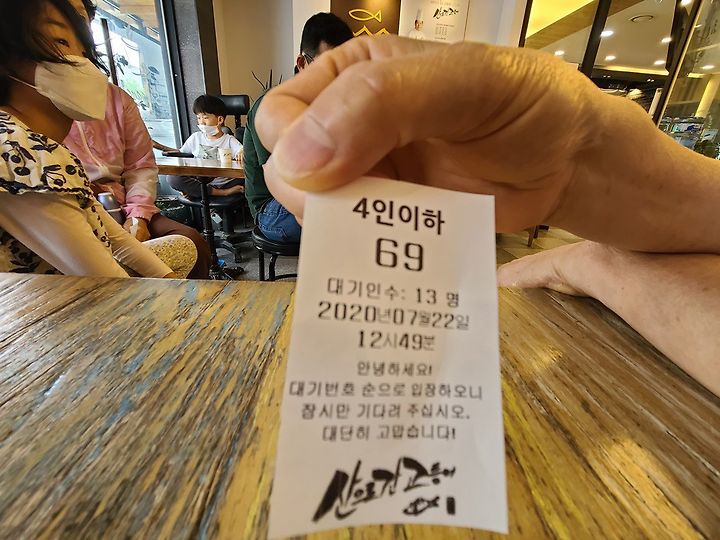 4인이하
69
대기인수: 13 명
2020년07월22일
12시49분
안녕하세요!
대기번호 순으로 입장하오니
잠시만 기다려 주십시오.
대단히 고맙습니다!
산으로간고등어